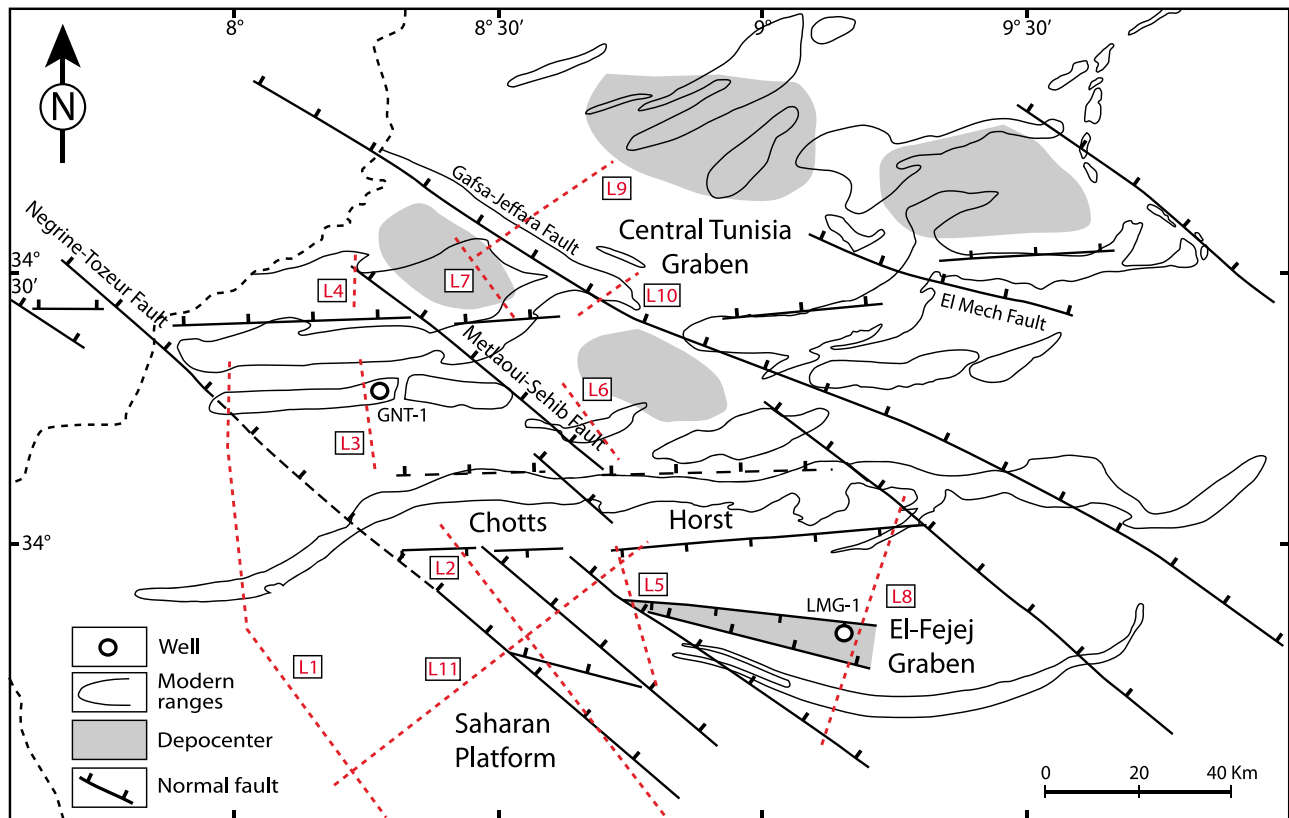 8°
8° 30’
9°
9° 30’
N
Gafsa-Jeffara Fault
L9
Negrine-Tozeur Fault
Central Tunisia
Graben
34°
30’
L4
L7
L10
El Mech Fault
Metlaoui-Sehib Fault
L6
GNT-1
L3
Chotts
Horst
34°
L2
L5
LMG-1
L8
El-Fejej
Graben
L1
L11
Saharan
Platform
Well
Modern
ranges
Depocenter
Normal fault
0 20 40 Km